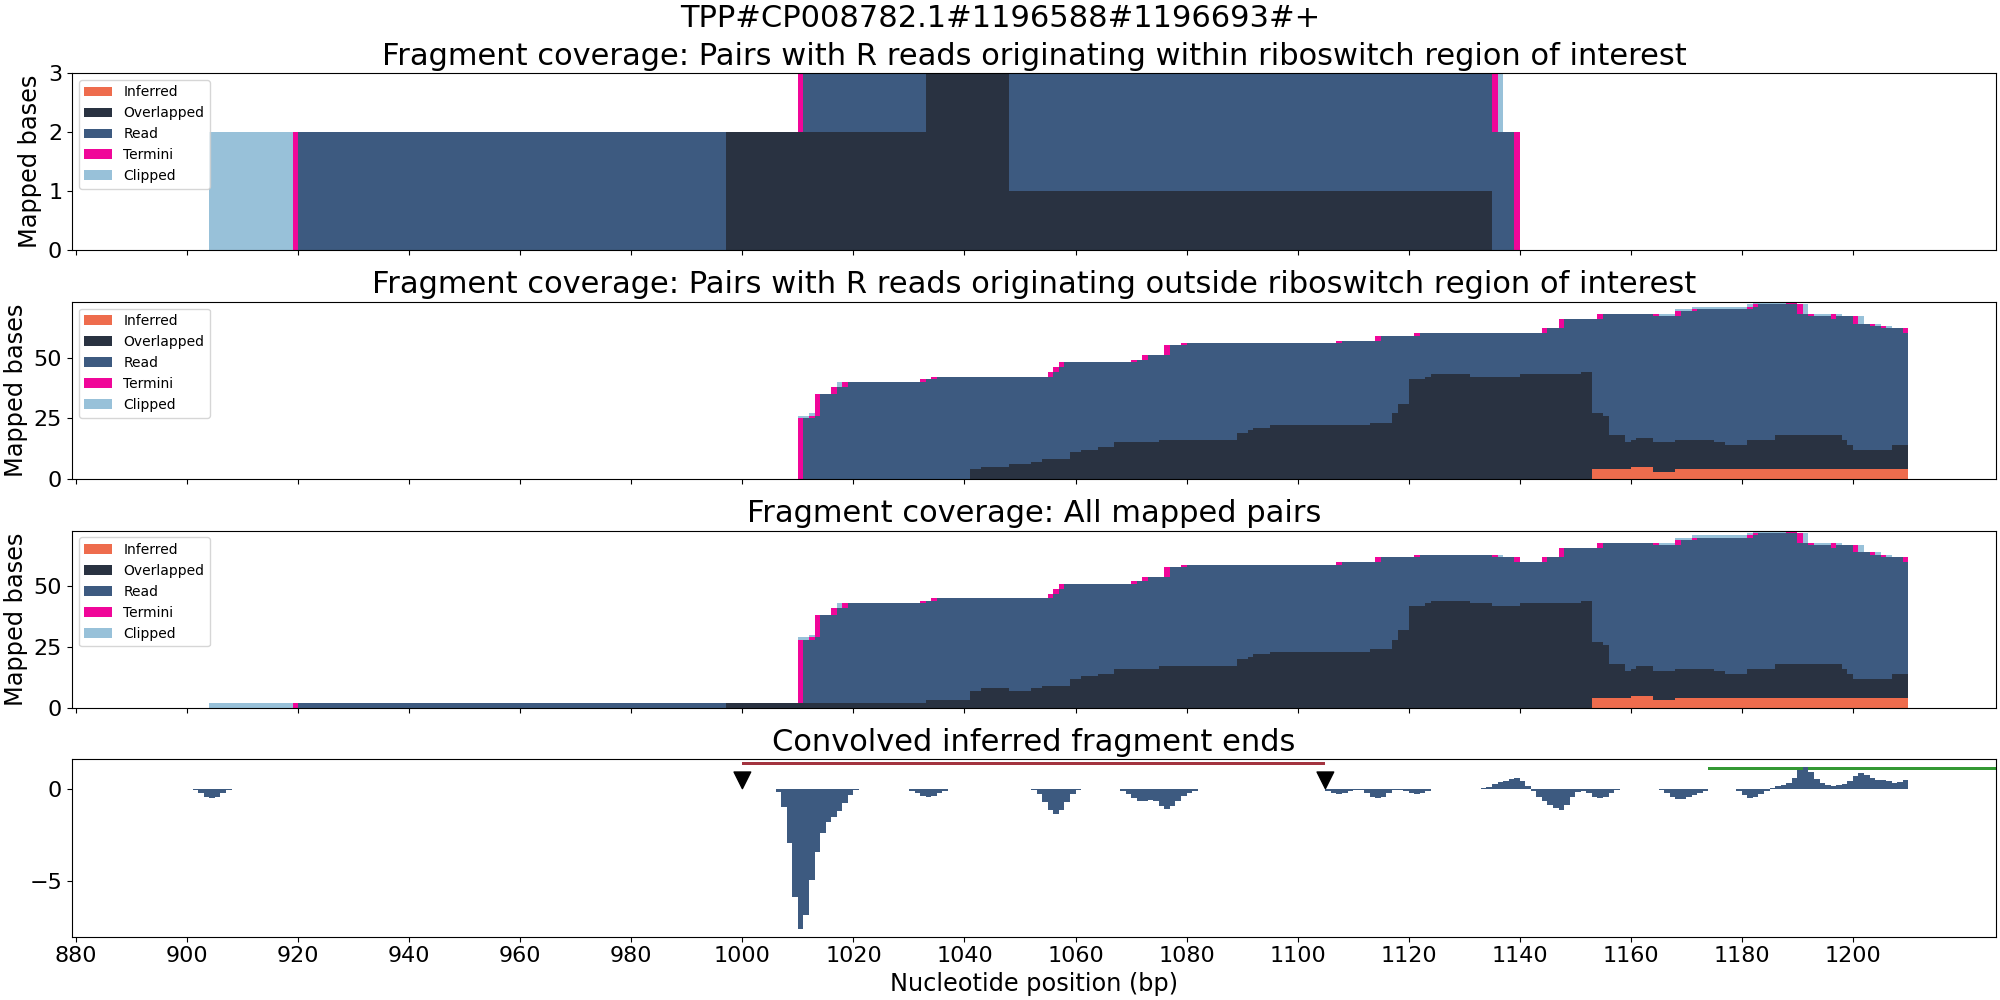 TPP#CP008782.1#1196588#1196693#+
Fragment coverage: Pairs with R reads originating within riboswitch region of interest
Mapped bases
3
2
1
0
Inferred
Overlapped
Read
Termini
Clipped
Fragment coverage: Pairs with R reads originating outside riboswitch region of interest
Mapped bases
50
25
0
Inferred
Overlapped
Read
Termini
Clipped
Fragment coverage: All mapped pairs
Mapped bases
50
25
0
Inferred
Overlapped
Read
Termini
Clipped
Convolved inferred fragment ends
0
−5
880 900 920 940 960 980 1000 1020 1040 1060 1080 1100 1120 1140 1160 1180 1200
Nucleotide position (bp)